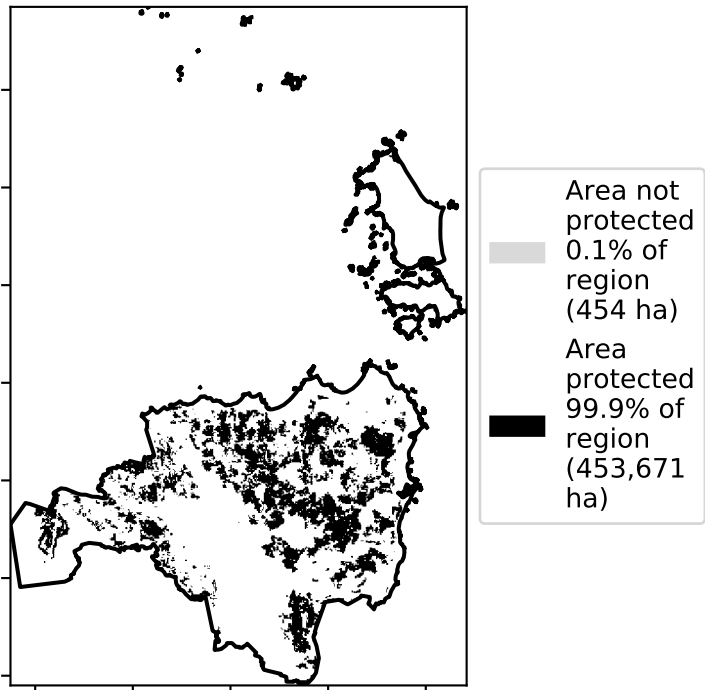 Area not
protected
0.1% of
region
(454 ha)
Area
protected
99.9% of
region
(453,671
ha)